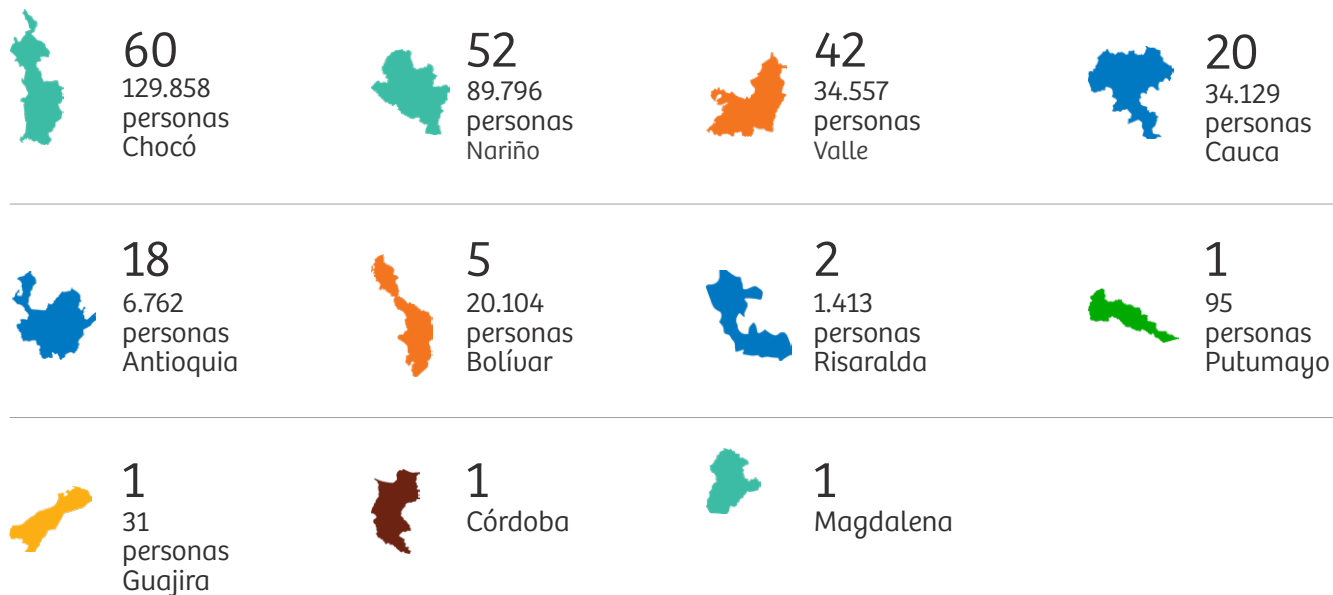 60
129.858
personas
Chocó
52
89.796
personas
Nariño
42
34.557
personas
Valle
20
34.129
personas
Cauca
18
6.762
personas
Antioquia
5
20.104
personas
Bolívar
2
1.413
personas
Risaralda
1
95
personas
Putumayo
1
31
personas
Guajira
1
Córdoba
1
Magdalena